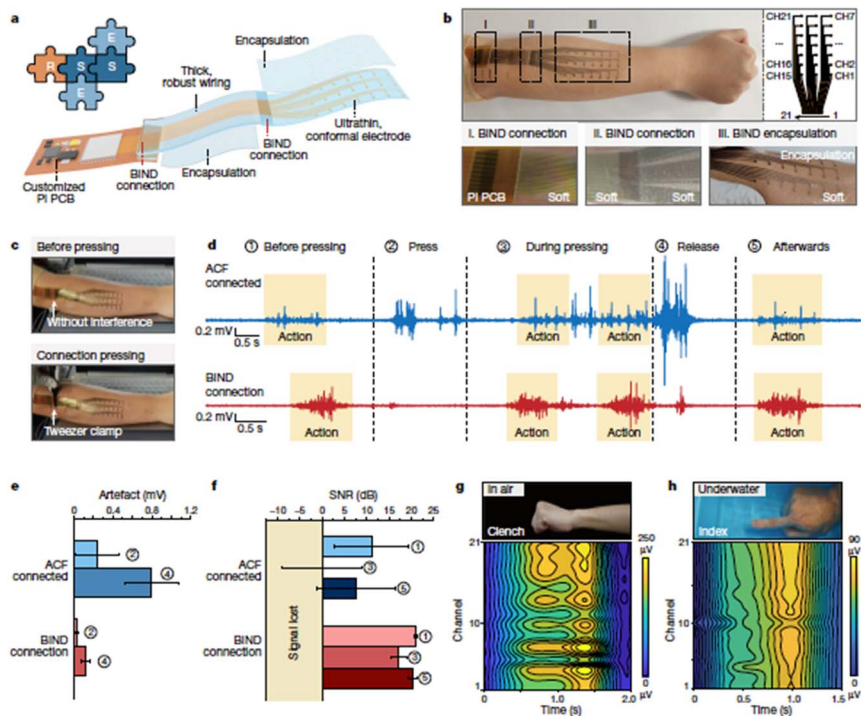 a
E
R S S
E
Encapsulation
Thick,
robust wiring
Ultrathin,
conformal electrode
BIND
connection
Encapsulation
BIND
connection
Customized
PI PCB
b
I II III
CH21 CH7
... ...
CH16 CH2
CH15 CH1
21 1
I. BIND connection
II. BIND connection
III. BIND encapsulation
PI PCB Soft
Soft
Encapsulation
Soft
c
Before pressing
Without interference
Connection pressing
Tweezer clamp
d
① Before pressing ② Press ③ During pressing ④ Release ⑤ Afterwards
ACF
connected
0.2 mV
0.5 s
Action Action Action Action
BIND
connection
0.2 mV
0.5 s
Action Action Action Action
e
Artefact (mV)
0 0.4 0.8 1.2
ACF
connected
②
④
BIND
connection
②
④
f
SNR (dB)
−10 −5 0 5 10 15 20 25
ACF
connected
①
③
⑤
Signal lost
BIND
connection
①
③
⑤
g
In air
Clench
250
µV
21
Channel
10
1
0 0.5 1.0 1.5 2.0
Time (s)
0
µV
h
Underwater
Index
90
µV
21
Channel
10
1
0 0.5 1.0 1.5
Time (s)
0
µV